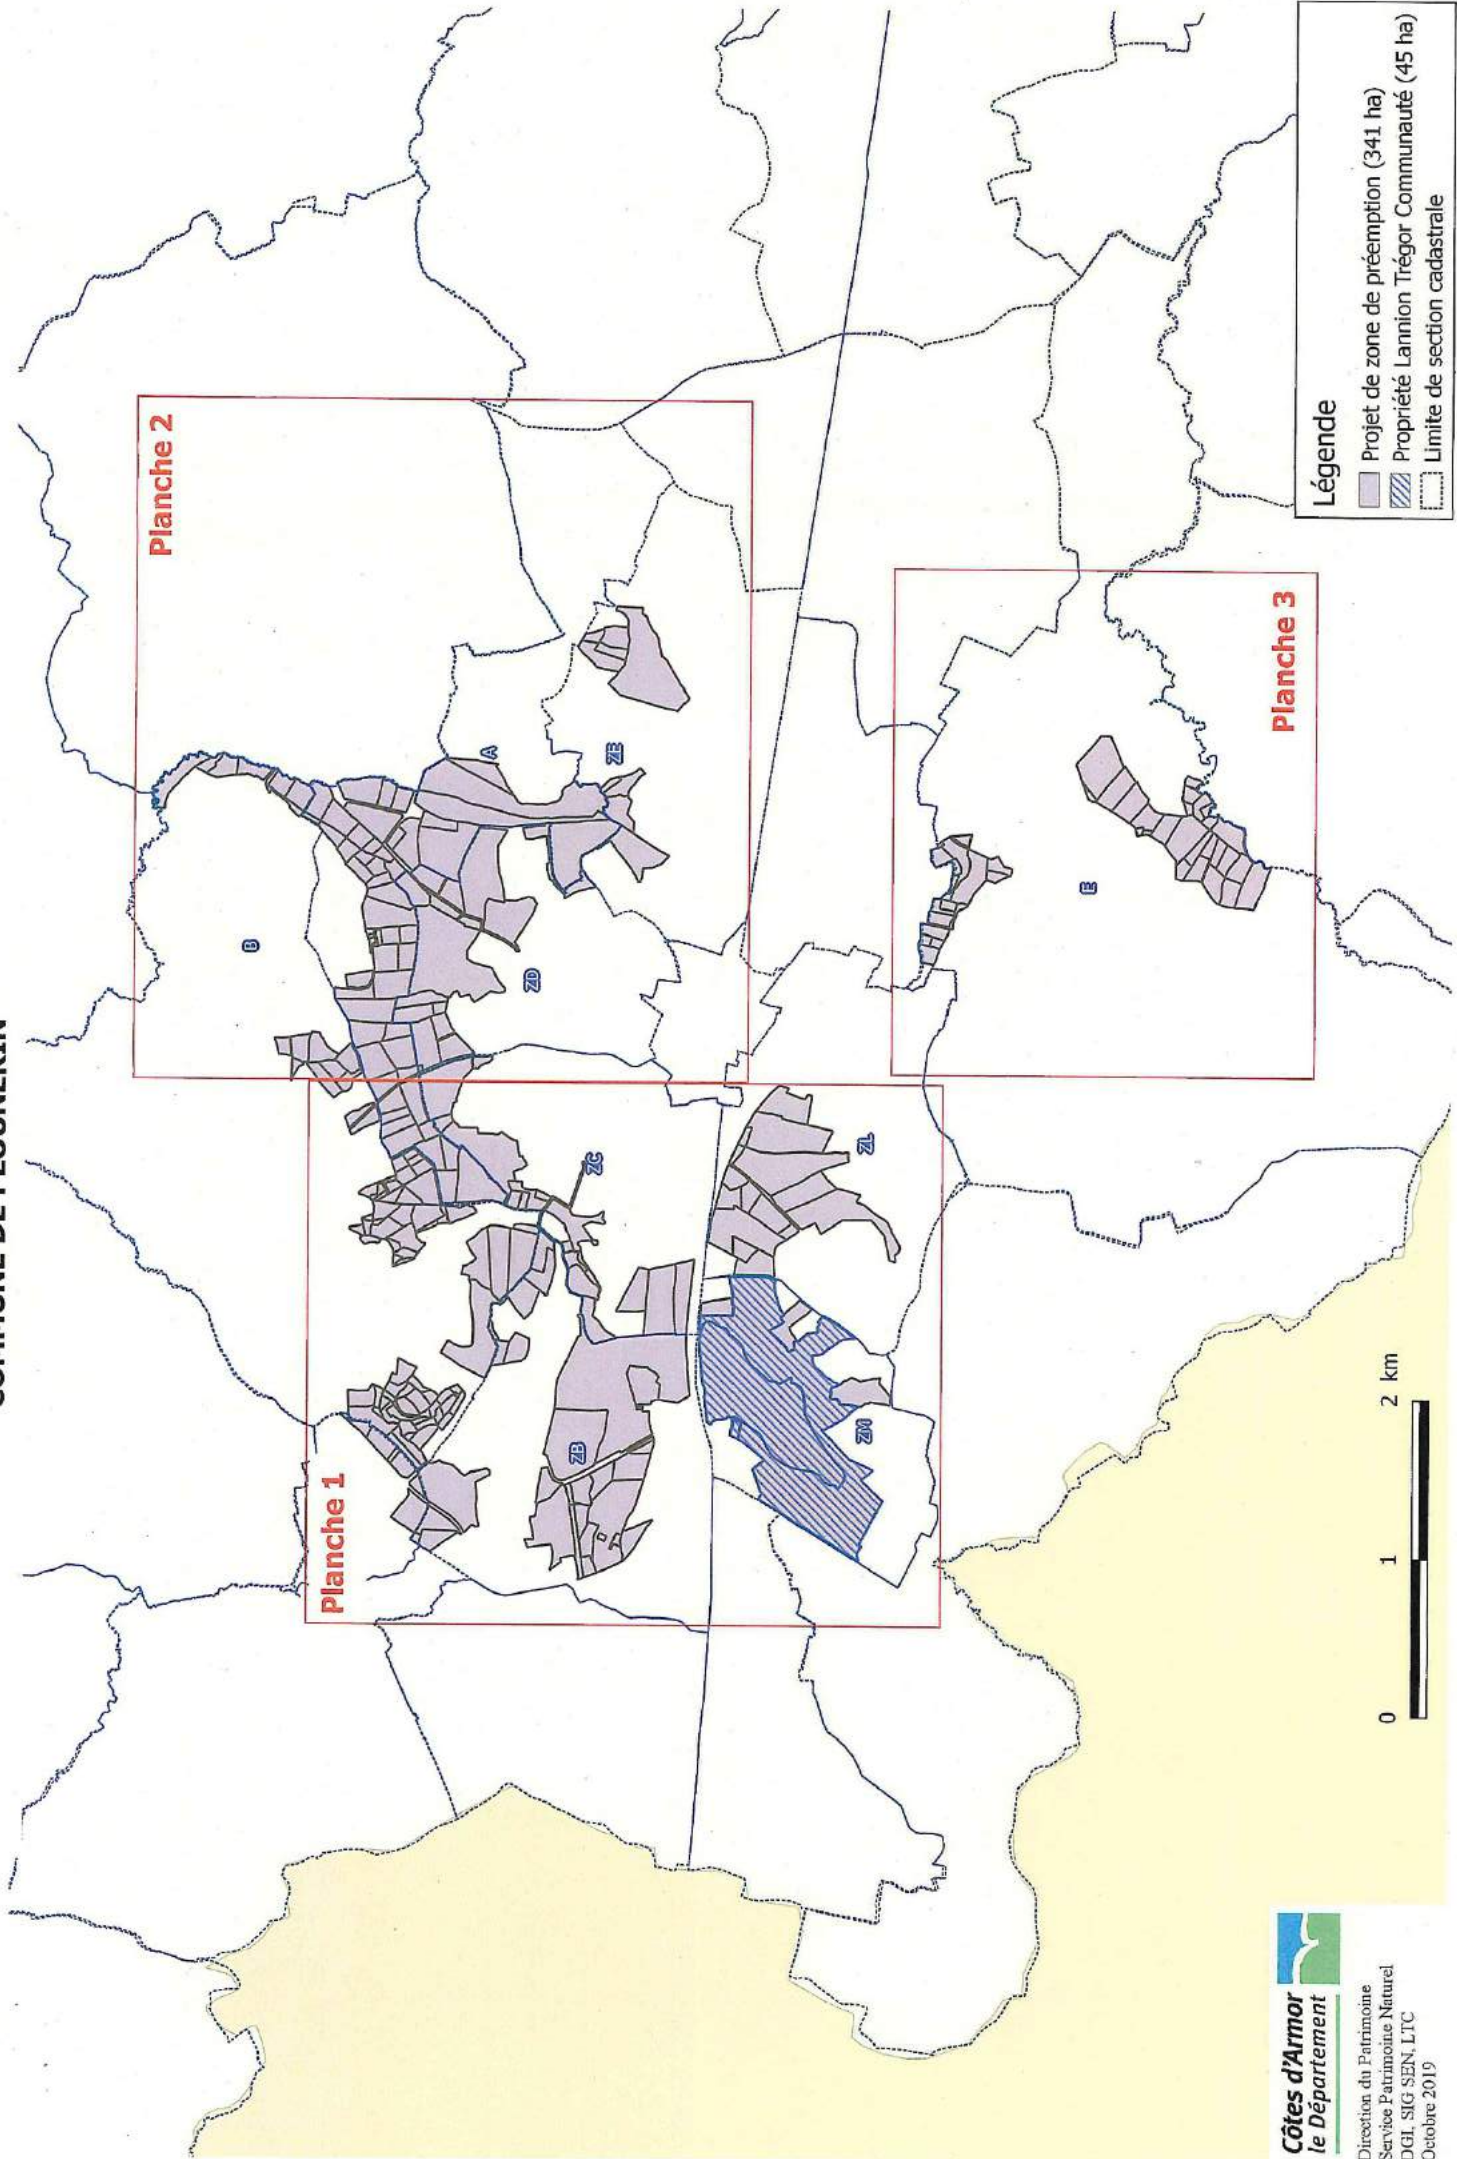 COMMUNE DE PLOUNERIN
Planche 1
Planche 2
Planche 3
B
A
ZE
ZD
ZC
ZB
ZL
ZM
E
0 1 2 km
Légende
Projet de zone de préemption (341 ha)
Propriété Lannion Trégor Communauté (45 ha)
Limite de section cadastrale
Côtes d'Armor
le Département
Direction du Patrimoine
Service Patrimoine Naturel
DGI, SIG SEN, LTC
Octobre 2019